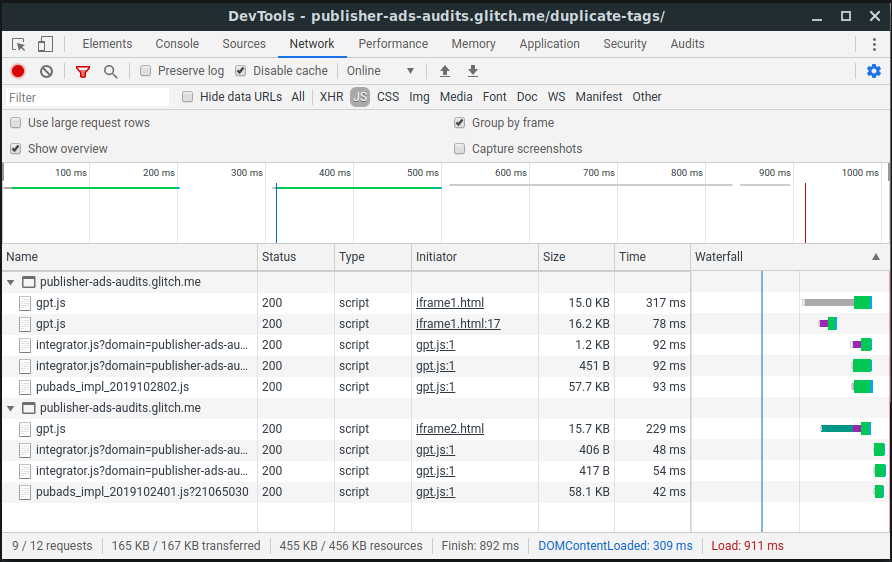 DevTools - publisher-ads-audits.glitch.me/duplicate-tags/
Elements Console Sources Network Performance Memory Application Security Audits
Preserve log Disable cache Online
Filter Hide data URLs All XHR JS CSS Img Media Font Doc WS Manifest Other
Use large request rows Group by frame
Show overview Capture screenshots
100 ms 200 ms 300 ms 400 ms 500 ms 600 ms 700 ms 800 ms 900 ms 1000 ms
Name Status Type Initiator Size Time Waterfall
publisher-ads-audits.glitch.me
gpt.js 200 script iframe1.html 15.0 KB 317 ms
gpt.js 200 script iframe1.html:17 16.2 KB 78 ms
integrator.js?domain=publisher-ads-au... 200 script gpt.js:1 1.2 KB 92 ms
integrator.js?domain=publisher-ads-au... 200 script gpt.js:1 451 B 92 ms
pubads_impl_2019102802.js 200 script gpt.js:1 57.7 KB 93 ms
publisher-ads-audits.glitch.me
gpt.js 200 script iframe2.html 15.7 KB 229 ms
integrator.js?domain=publisher-ads-au... 200 script gpt.js:1 406 B 48 ms
integrator.js?domain=publisher-ads-au... 200 script gpt.js:1 417 B 54 ms
pubads_impl_2019102401.js?21065030 200 script gpt.js:1 58.1 KB 42 ms
9 / 12 requests 165 KB / 167 KB transferred 455 KB / 456 KB resources Finish: 892 ms DOMContentLoaded: 309 ms Load: 911 ms